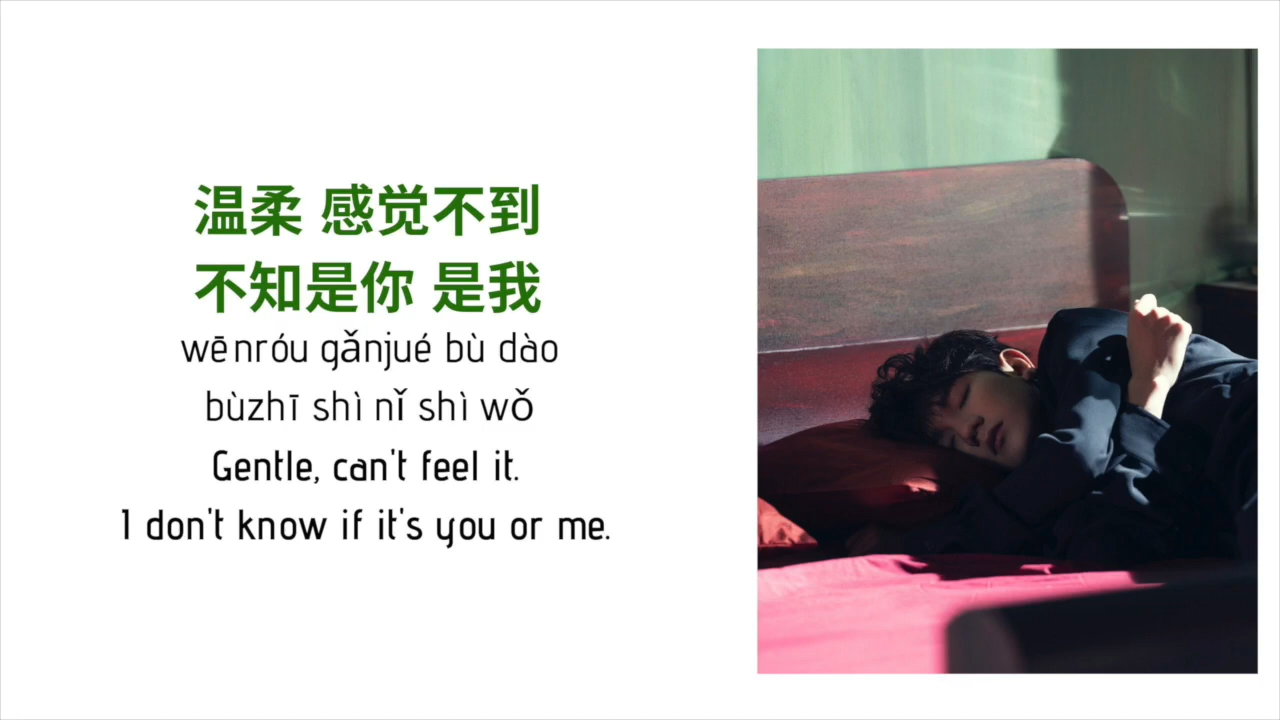 温柔 感觉不到
不知是你 是我
wēnróu gǎnjué bù dào
bùzhī shì nǐ shì wǒ
Gentle, can't feel it.
I don't know if it's you or me.